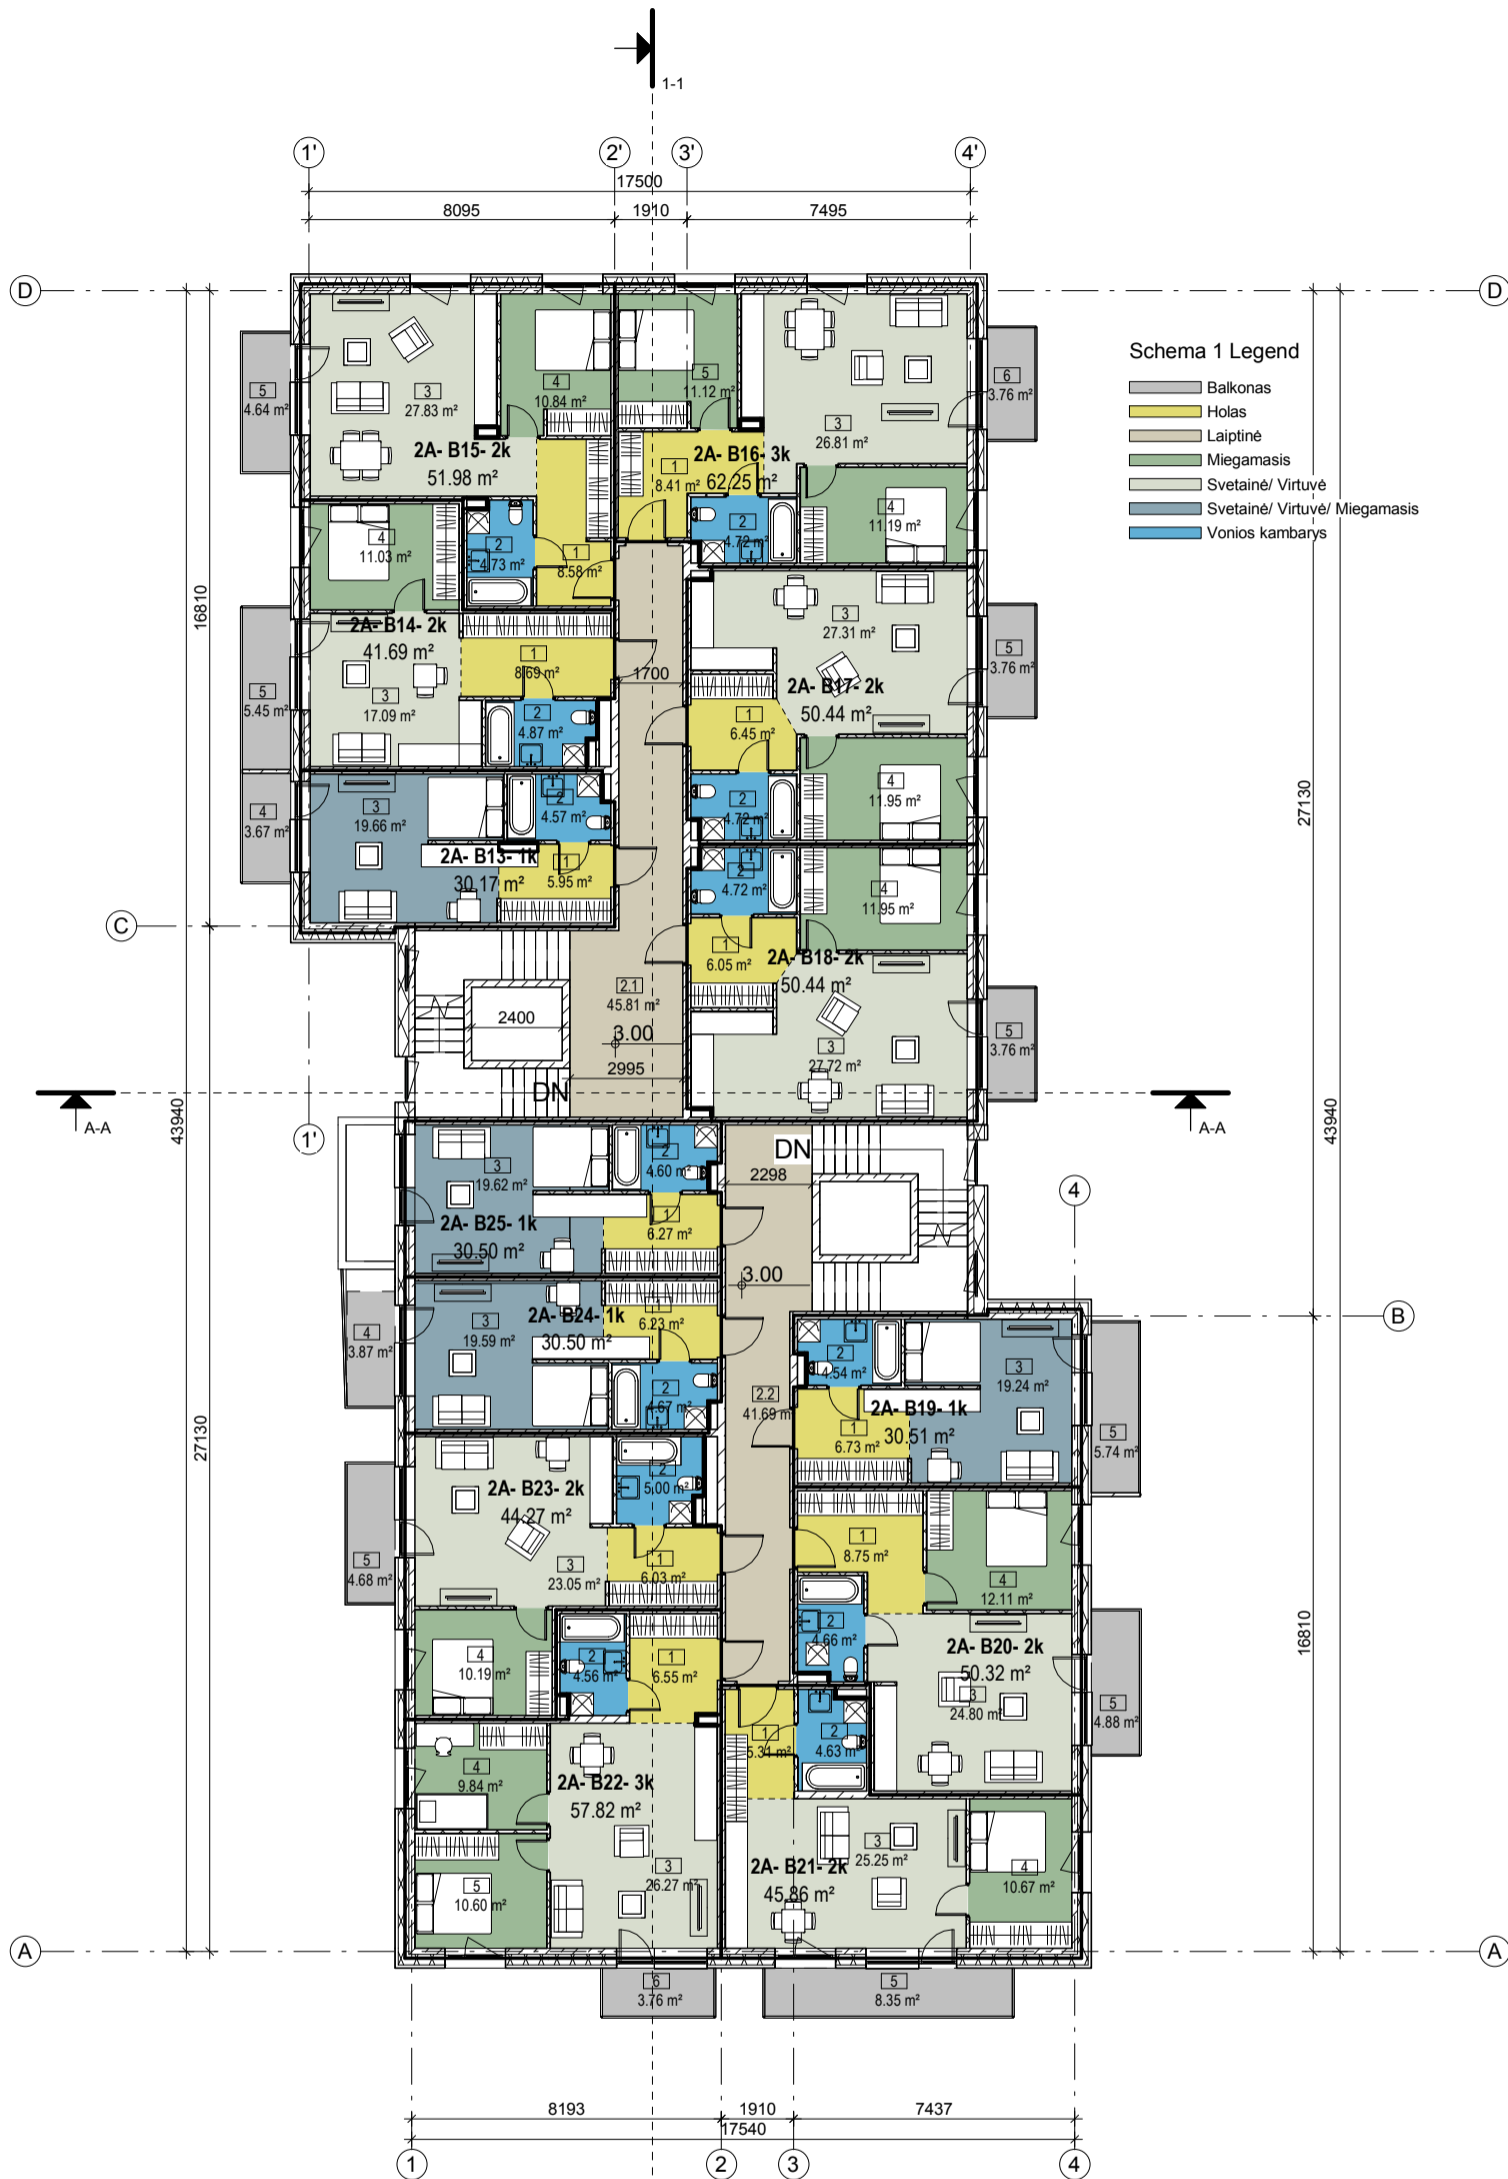 1-1
1'
2'
3'
4'
17500
8095
1910
7495
D
D
Schema 1 Legend
Balkonas
Holas
Laiptinė
Miegamasis
Svetainė/ Virtuvė
Svetainė/ Virtuvė/ Miegamasis
Vonios kambarys
5
4.64 m²
3
27.83 m²
4
10.84 m²
2A- B15- 2k
51.98 m²
2
4.73 m²
1
8.58 m²
5
11.12 m²
2A- B16- 3k
62.25 m²
1
8.41 m²
3
26.81 m²
6
3.76 m²
2
4.72 m²
4
11.19 m²
4
11.03 m²
2A- B14- 2k
41.69 m²
1
8.69 m²
5
5.45 m²
3
17.09 m²
2
4.87 m²
1700
3
27.31 m²
5
3.76 m²
2A- B17- 2k
50.44 m²
1
6.45 m²
2
4.72 m²
4
11.95 m²
4
3.67 m²
3
19.66 m²
2
4.57 m²
2A- B13- 1k
30.17 m²
1
5.95 m²
2
4.72 m²
4
11.95 m²
1
6.05 m²
2A- B18- 2k
50.44 m²
3
27.72 m²
5
3.76 m²
C
16810
43940
27130
43940
2.1
45.81 m²
2400
3.00
2995
DN
A-A
A-A
1'
3
19.62 m²
2
4.60 m²
2A- B25- 1k
30.50 m²
1
6.27 m²
DN
2298
3.00
4
B
4
3.87 m²
3
19.59 m²
2A- B24- 1k
30.50 m²
1
6.23 m²
2
4.67 m²
2.2
41.69 m
2
4.54 m²
3
19.24 m²
2A- B19- 1k
30.51 m²
1
6.73 m²
5
5.74 m²
27130
2A- B23- 2k
44.27 m²
2
5.00 m²
5
4.68 m²
3
23.05 m²
1
6.03 m²
1
8.75 m²
4
12.11 m²
4
10.19 m²
2
4.56 m²
1
6.55 m²
2
4.66 m²
2A- B20- 2k
50.32 m²
3
24.80 m²
5
4.88 m²
16810
4
9.84 m²
2A- B22- 3k
57.82 m²
1
5.31 m²
2
4.63 m²
5
10.60 m²
3
26.27 m²
2A- B21- 2k
45.86 m²
3
25.25 m²
4
10.67 m²
A
A
6
3.76 m²
5
8.35 m²
8193
1910
7437
17540
1
2
3
4